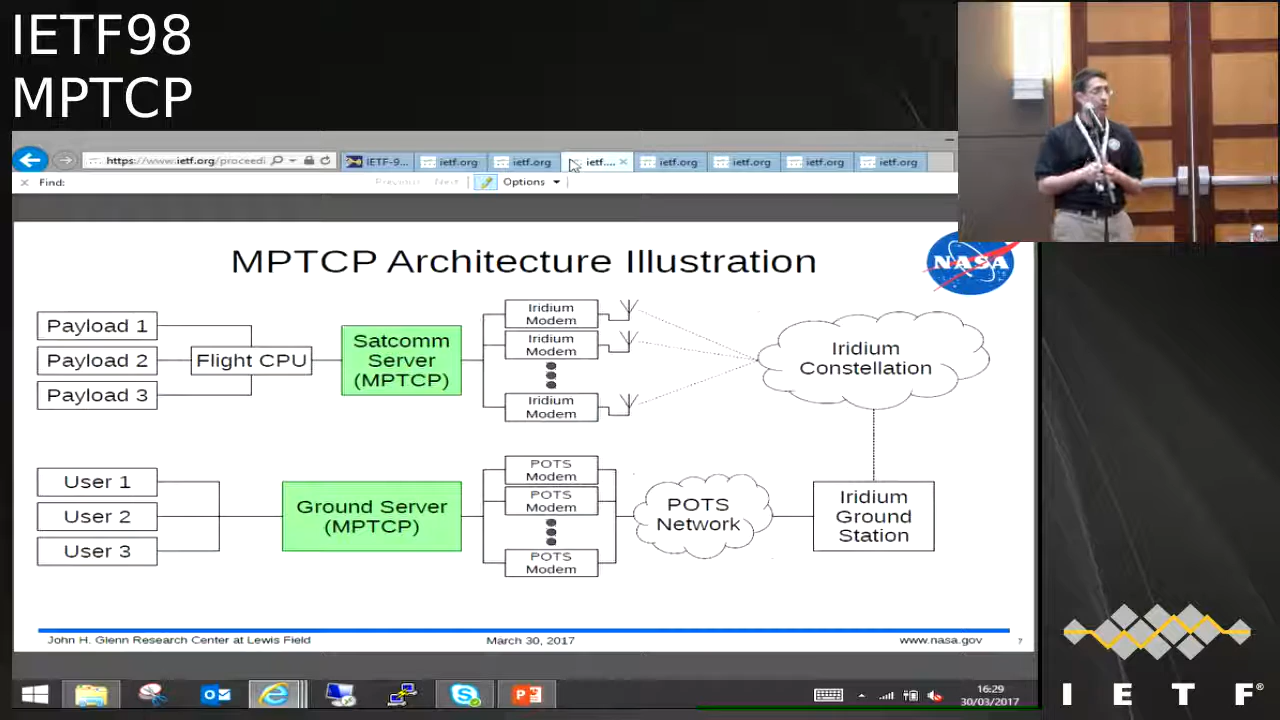 IETF98
MPTCP
https://www.ietf.org/proceedi
IETF-9...
ietf.org
ietf.org
ietf....
ietf.org
ietf.org
ietf.org
ietf.org
Find:
Previous
Next
Options
MPTCP Architecture Illustration
NASA
Payload 1
Payload 2
Payload 3
Flight CPU
Satcomm
Server
(MPTCP)
Iridium
Modem
Iridium
Modem
Iridium
Modem
Iridium
Constellation
User 1
User 2
User 3
Ground Server
(MPTCP)
POTS
Modem
POTS
Modem
POTS
Modem
POTS
Network
Iridium
Ground
Station
John H. Glenn Research Center at Lewis Field
March 30, 2017
www.nasa.gov
7
16:29
30/03/2017
I E T F®